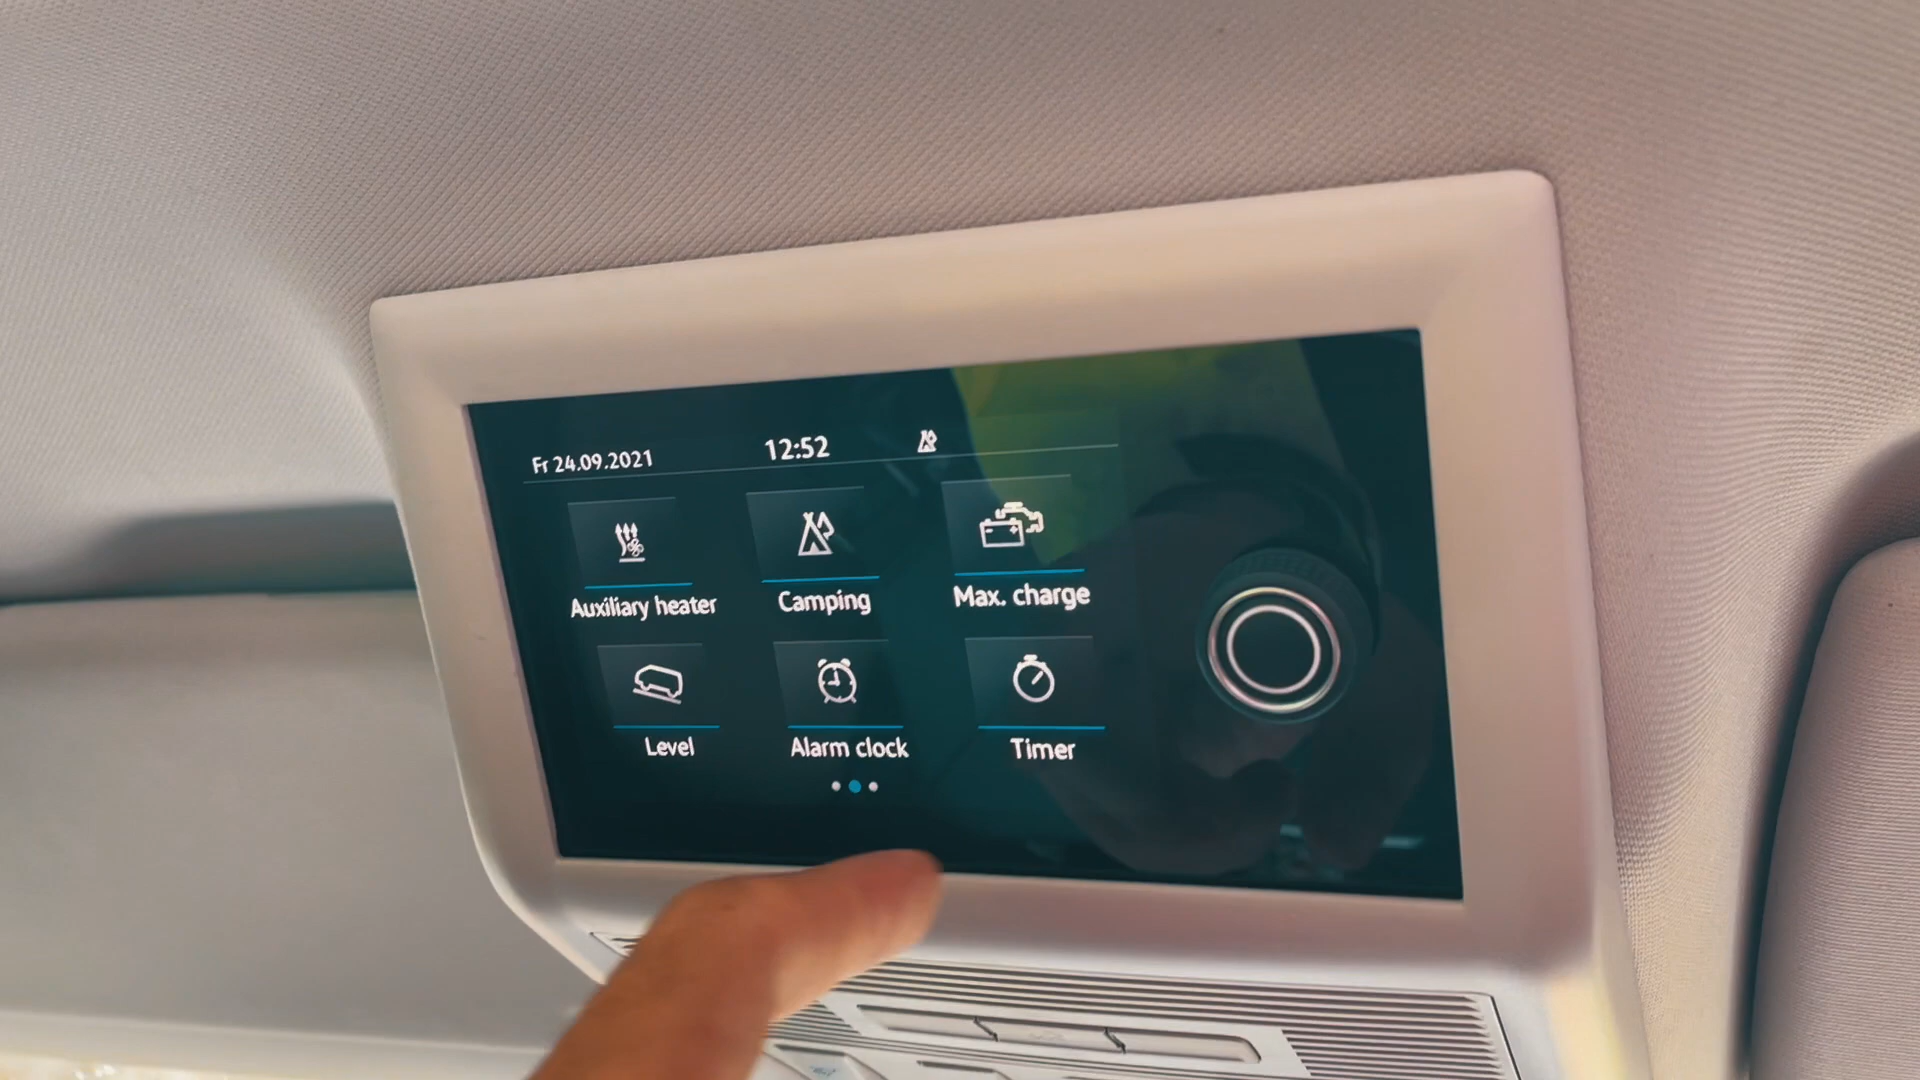 Fr 24.09.2021 12:52
Auxiliary heater Camping Max. charge
Level Alarm clock Timer